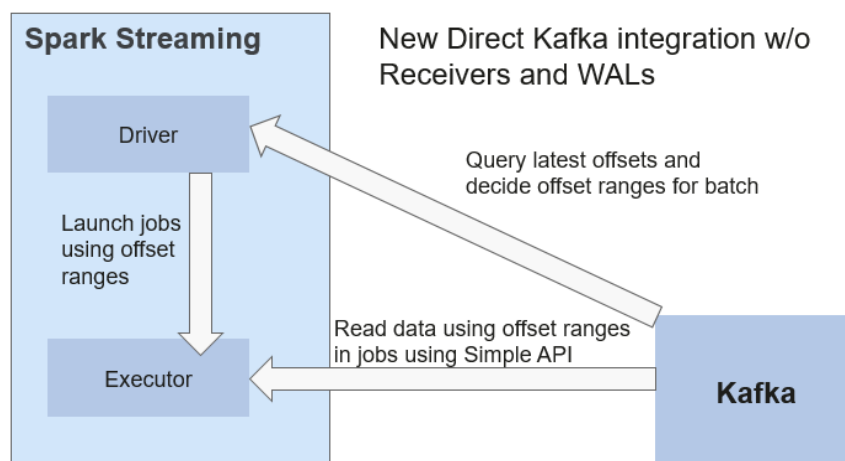 Spark Streaming
New Direct Kafka integration w/o
Receivers and WALs
Driver
Query latest offsets and
decide offset ranges for batch
Launch jobs
using offset
ranges
Read data using offset ranges
in jobs using Simple API
Executor
Kafka